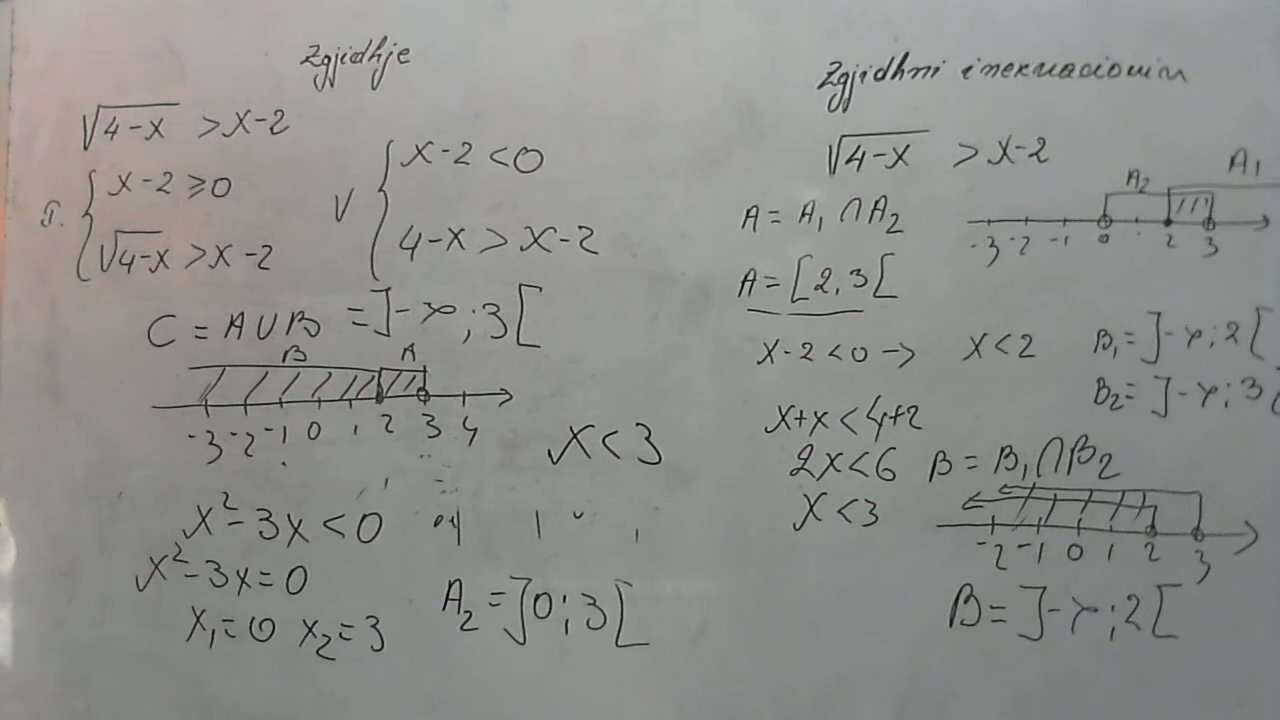 Zgjidhje
√4-x > x-2
I. { x-2 ≥ 0
√4-x > x-2
V { x-2 < 0
4-x > x-2
C = A ∪ B = ]-∞; 3[
B A
-3 -2 -1 0 1 2 3 4
x < 3
x² - 3x < 0
x² - 3x = 0
x₁ = 0 x₂ = 3
A₂ = ]0; 3[
Zgjidhni inekuacionin
√4-x > x-2
A = A₁ ∩ A₂
A₂ A₁
-3 -2 -1 0 2 3
A = [2, 3[
x-2 < 0 → x < 2
B₁ = ]-∞; 2[
B₂ = ]-∞; 3[
x+x < 4+2
2x < 6
x < 3
B = B₁ ∩ B₂
-2 -1 0 1 2 3
B = ]-∞; 2[